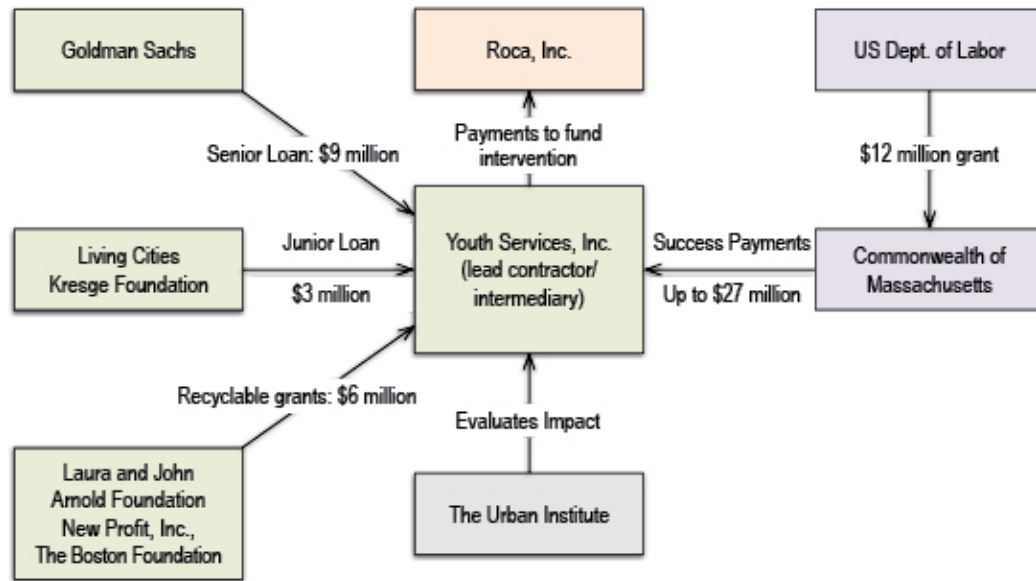 Goldman Sachs
Roca, Inc.
US Dept. of Labor
Senior Loan: $9 million
Payments to fund
intervention
$12 million grant
Living Cities
Kresge Foundation
Junior Loan
$3 million
Youth Services, Inc.
(lead contractor/
intermediary)
Success Payments
Up to $27 million
Commonwealth of
Massachusetts
Recyclable grants: $6 million
Evaluates Impact
Laura and John
Arnold Foundation
New Profit, Inc.,
The Boston Foundation
The Urban Institute